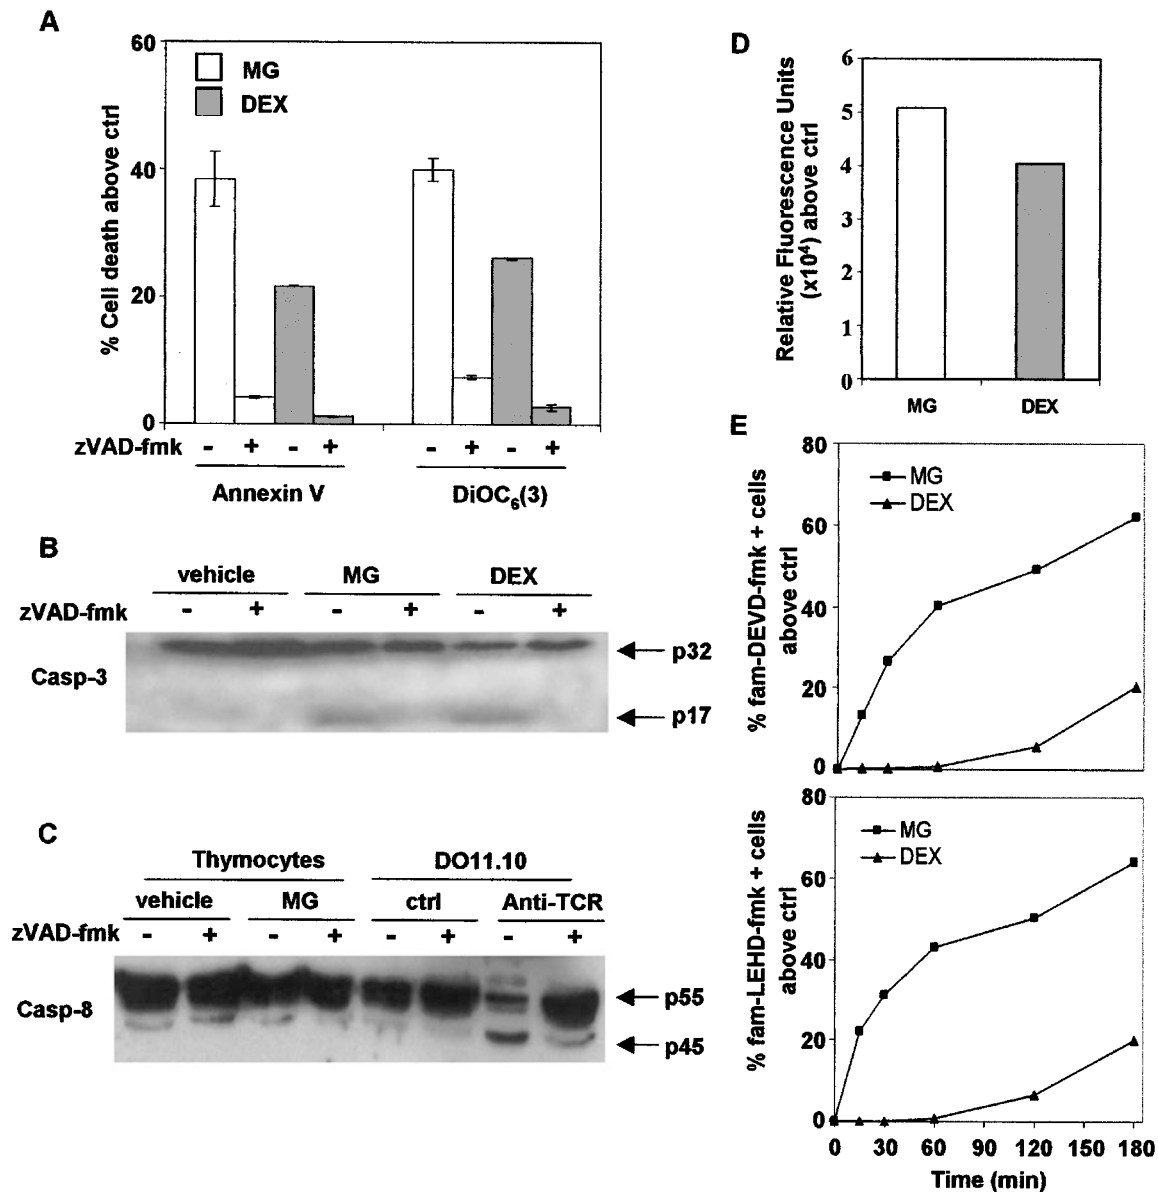 A
60
40
20
0
% Cell death above ctrl
MG
DEX
zVAD-fmk - + - + - + - +
Annexin V DiOC6(3)
B
vehicle MG DEX
zVAD-fmk - + - + - +
Casp-3
p32
p17
C
Thymocytes DO11.10
vehicle MG ctrl Anti-TCR
zVAD-fmk - + - + - + - +
Casp-8
p55
p45
D
6
5
4
3
2
1
0
Relative Fluorescence Units
(x10⁴) above ctrl
MG DEX
E
80
60
40
20
0
% fam-DEVD-fmk + cells
above ctrl
MG
DEX
80
60
40
20
0
% fam-LEHD-fmk + cells
above ctrl
MG
DEX
0 30 60 90 120 150 180
Time (min)